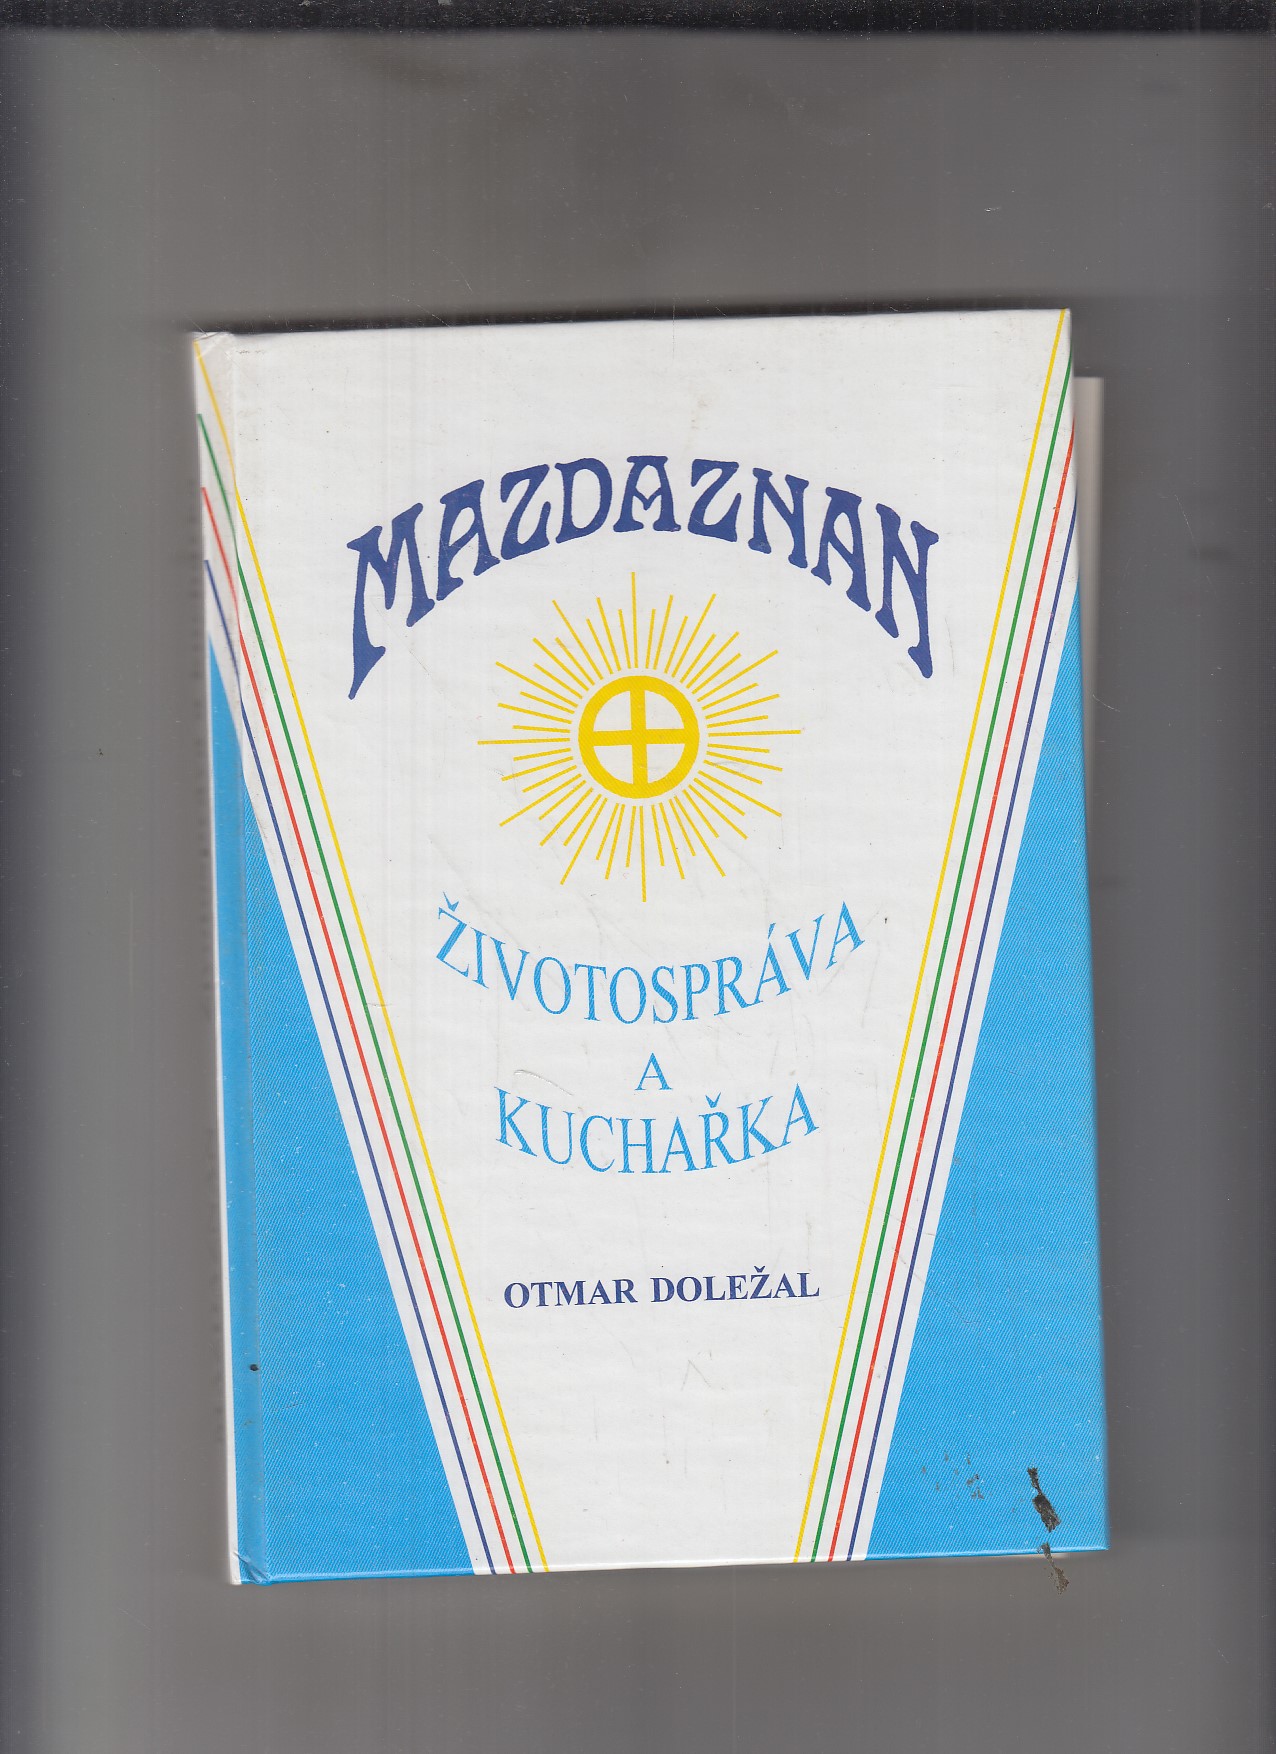 MAZDAZNAN
ŽIVOTOSPRÁVA
A
KUCHAŘKA
OTMAR DOLEŽAL